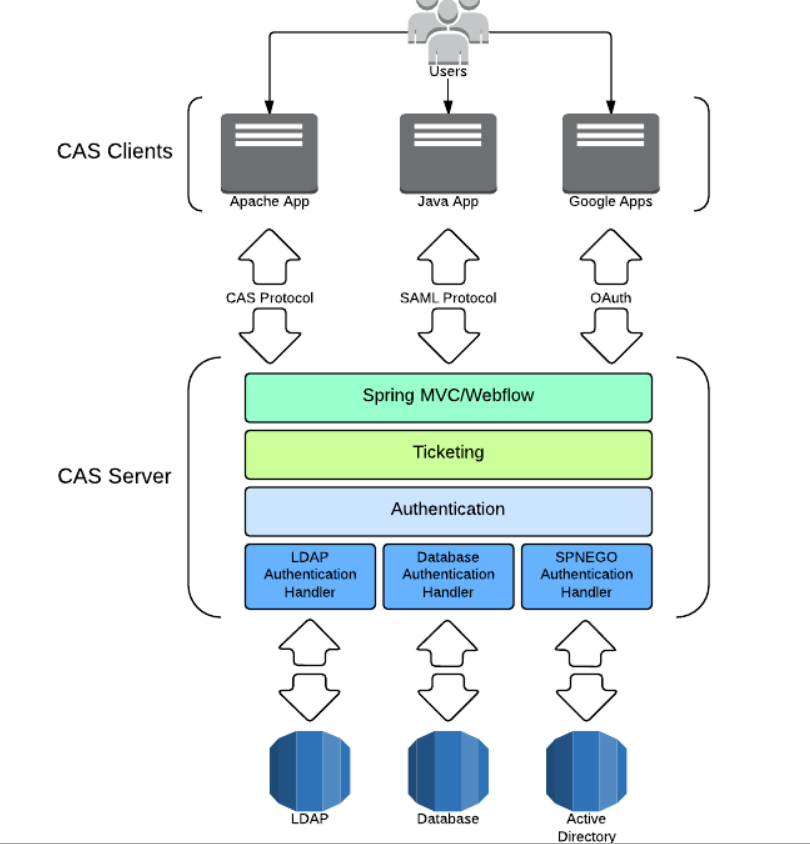 Users
CAS Clients
Apache App
Java App
Google Apps
CAS Protocol
SAML Protocol
OAuth
CAS Server
Spring MVC/Webflow
Ticketing
Authentication
LDAP
Authentication
Handler
Database
Authentication
Handler
SPNEGO
Authentication
Handler
LDAP
Database
Active
Directory